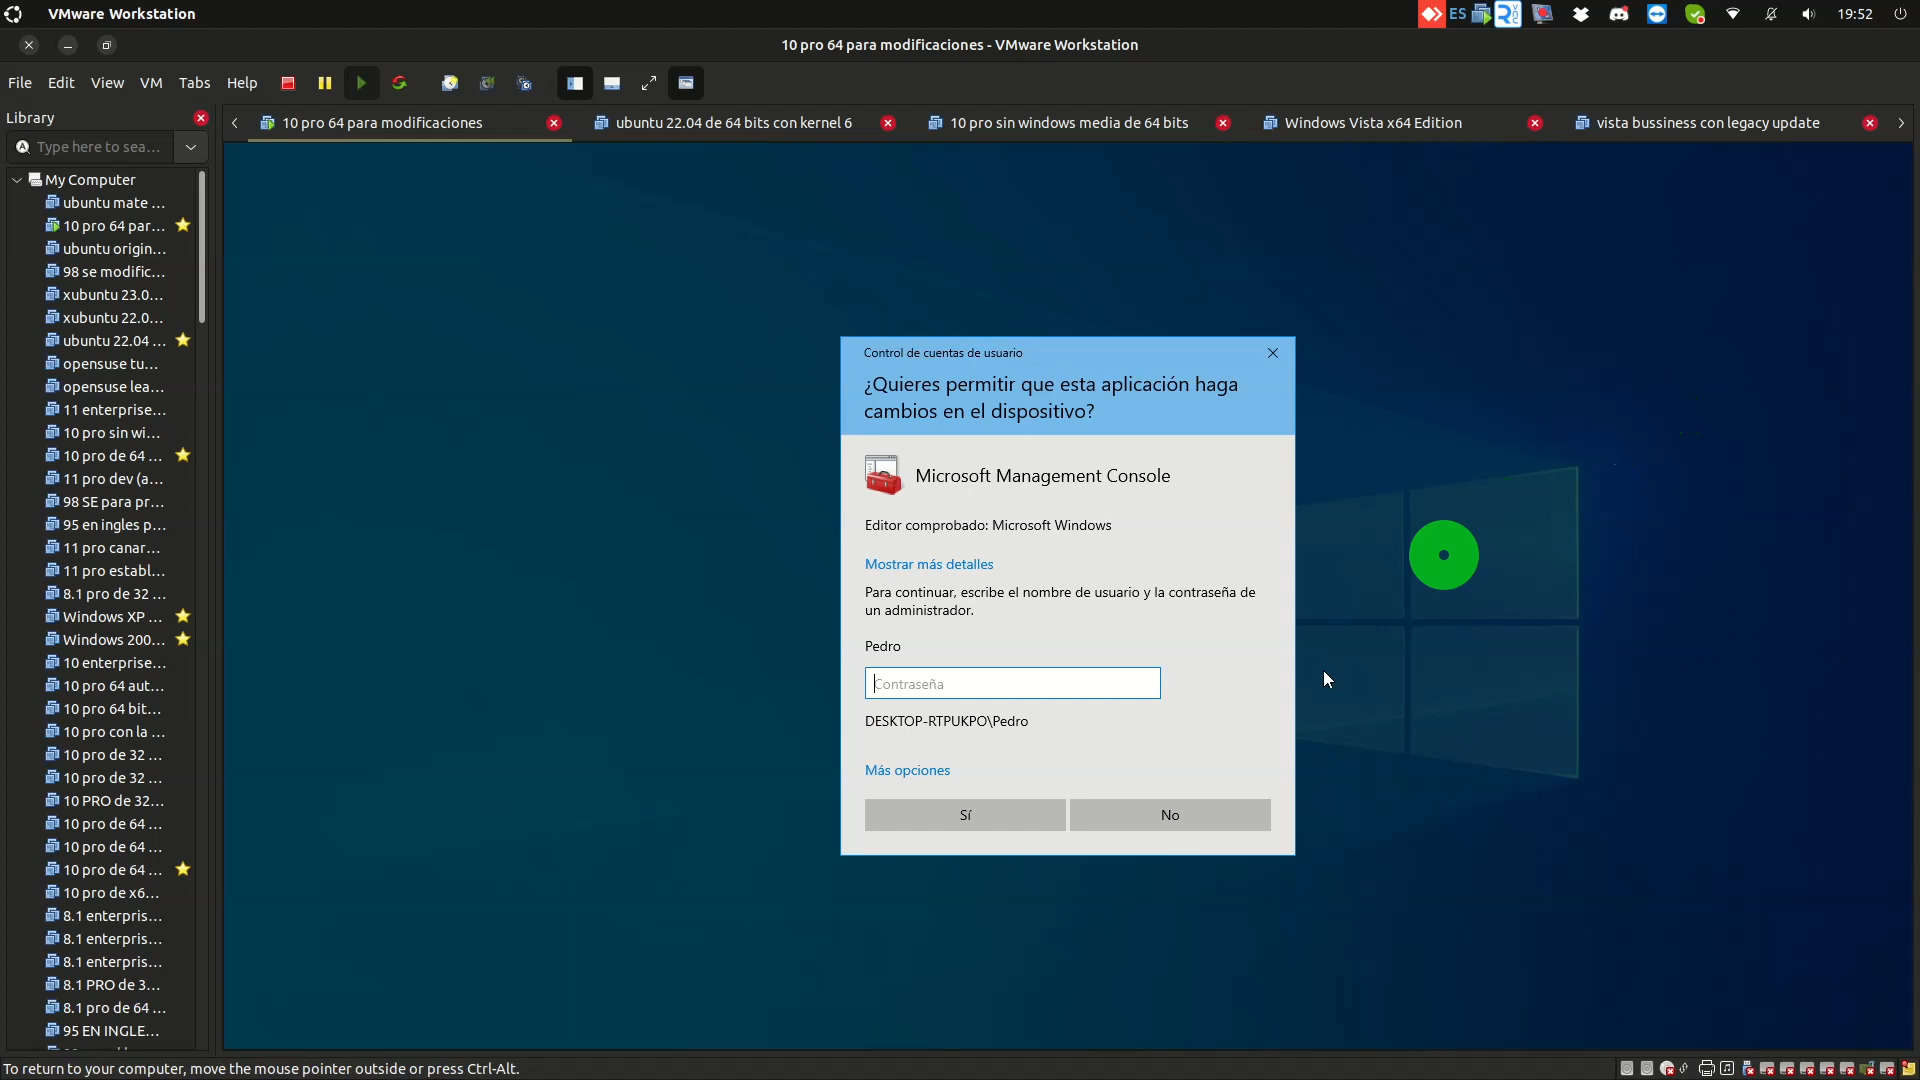 VMware Workstation
ES
19:52
10 pro 64 para modificaciones - VMware Workstation
File Edit View VM Tabs Help
Library
10 pro 64 para modificaciones
ubuntu 22.04 de 64 bits con kernel 6
10 pro sin windows media de 64 bits
Windows Vista x64 Edition
vista bussiness con legacy update
Type here to sea...
My Computer
ubuntu mate ...
10 pro 64 par...
ubuntu origin...
98 se modific...
xubuntu 23.0...
xubuntu 22.0...
ubuntu 22.04 ...
opensuse tu...
opensuse lea...
11 enterprise...
10 pro sin wi...
10 pro de 64 ...
11 pro dev (a...
98 SE para pr...
95 en ingles p...
11 pro canar...
11 pro establ...
8.1 pro de 32 ...
Windows XP ...
Windows 200...
10 enterprise...
10 pro 64 aut...
10 pro 64 bit...
10 pro con la ...
10 pro de 32 ...
10 pro de 32 ...
10 PRO de 32...
10 pro de 64 ...
10 pro de 64 ...
10 pro de 64 ...
10 pro de x6...
8.1 enterpris...
8.1 enterpris...
8.1 enterpris...
8.1 PRO de 3...
8.1 pro de 64 ...
95 EN INGLE...
Control de cuentas de usuario
¿Quieres permitir que esta aplicación haga
cambios en el dispositivo?
Microsoft Management Console
Editor comprobado: Microsoft Windows
Mostrar más detalles
Para continuar, escribe el nombre de usuario y la contraseña de
un administrador.
Pedro
Contraseña
DESKTOP-RTPUKPO\Pedro
Más opciones
Sí
No
To return to your computer, move the mouse pointer outside or press Ctrl-Alt.